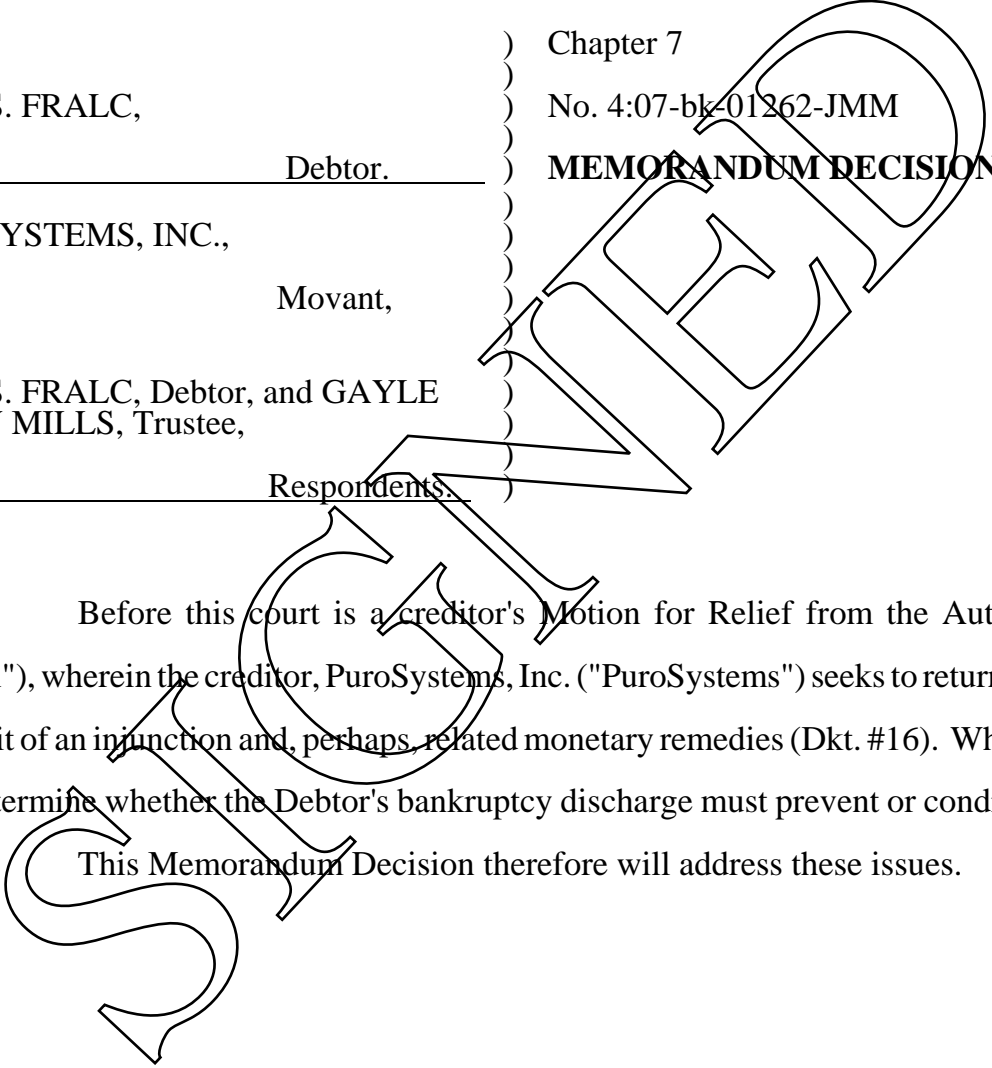 ) Chapter 7
)
S. FRALC, ) No. 4:07-bk-01262-JMM
)
Debtor. ) MEMORANDUM DECISION
)
YSTEMS, INC., )
)
Movant, )
)
)
S. FRALC, Debtor, and GAYLE )
MILLS, Trustee, )
)
Respondents. )
Before this court is a creditor's Motion for Relief from the Aut
"), wherein the creditor, PuroSystems, Inc. ("PuroSystems") seeks to return
it of an injunction and, perhaps, related monetary remedies (Dkt. #16). Wh
termine whether the Debtor's bankruptcy discharge must prevent or condi
This Memorandum Decision therefore will address these issues.
SIGNED